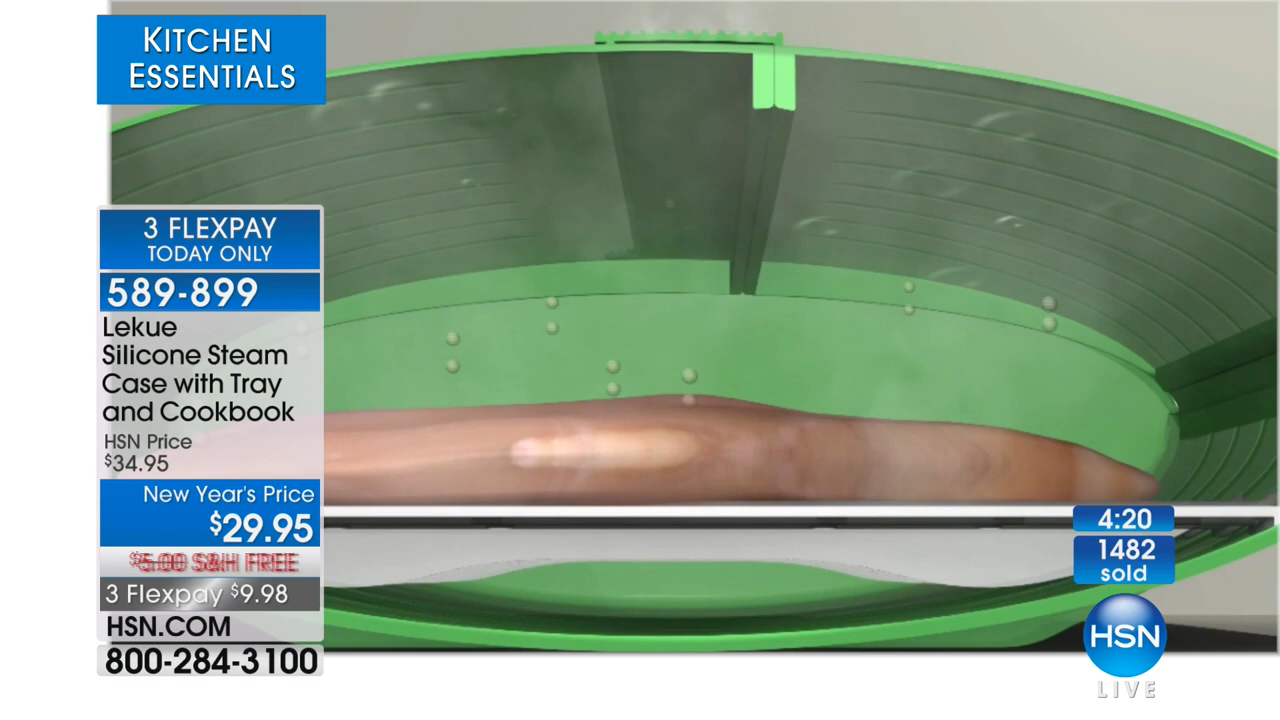 KITCHEN
ESSENTIALS
3 FLEXPAY
TODAY ONLY
589-899
Lekue
Silicone Steam
Case with Tray
and Cookbook
HSN Price
$34.95
New Year's Price
$29.95
$5.00 S&H FREE
3 Flexpay $9.98
HSN.COM
800-284-3100
4:20
1482
sold
HSN
LIVE